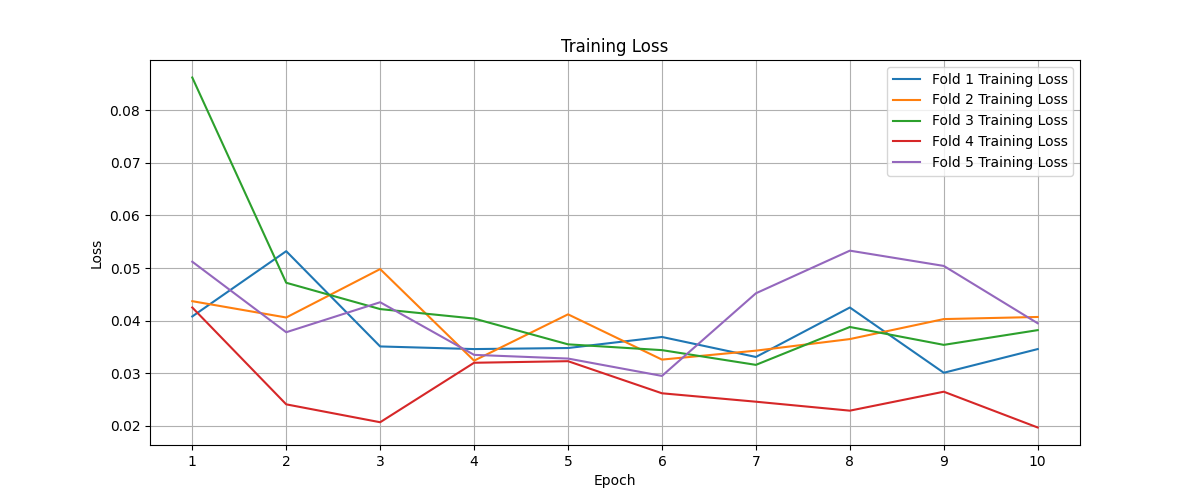 Training Loss
Fold 1 Training Loss
Fold 2 Training Loss
Fold 3 Training Loss
Fold 4 Training Loss
Fold 5 Training Loss
0.08
0.07
0.06
0.05
0.04
0.03
0.02
Loss
1 2 3 4 5 6 7 8 9 10
Epoch